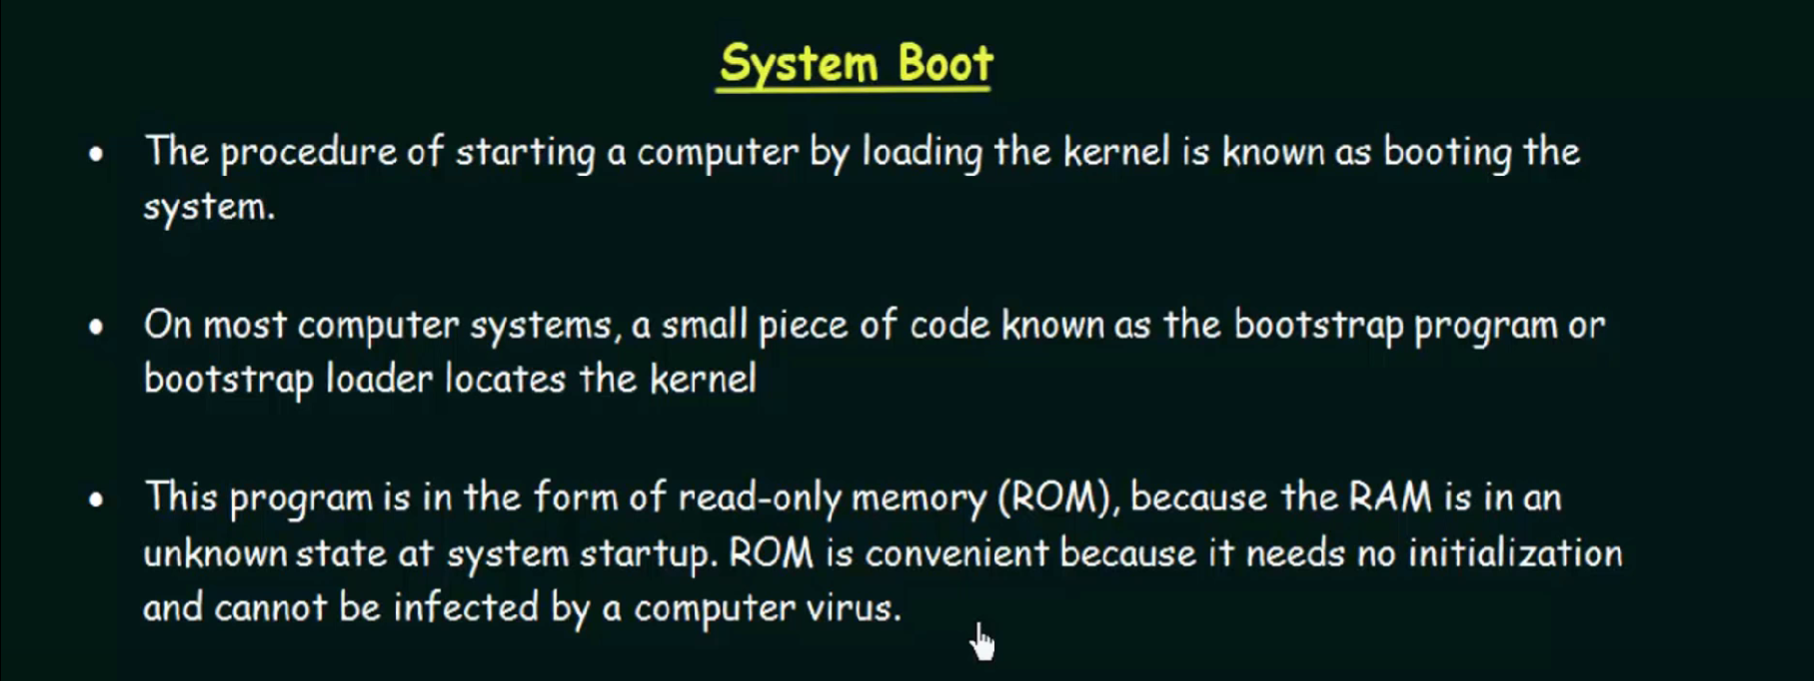 System Boot
• The procedure of starting a computer by loading the kernel is known as booting the
system.
• On most computer systems, a small piece of code known as the bootstrap program or
bootstrap loader locates the kernel
• This program is in the form of read-only memory (ROM), because the RAM is in an
unknown state at system startup. ROM is convenient because it needs no initialization
and cannot be infected by a computer virus.